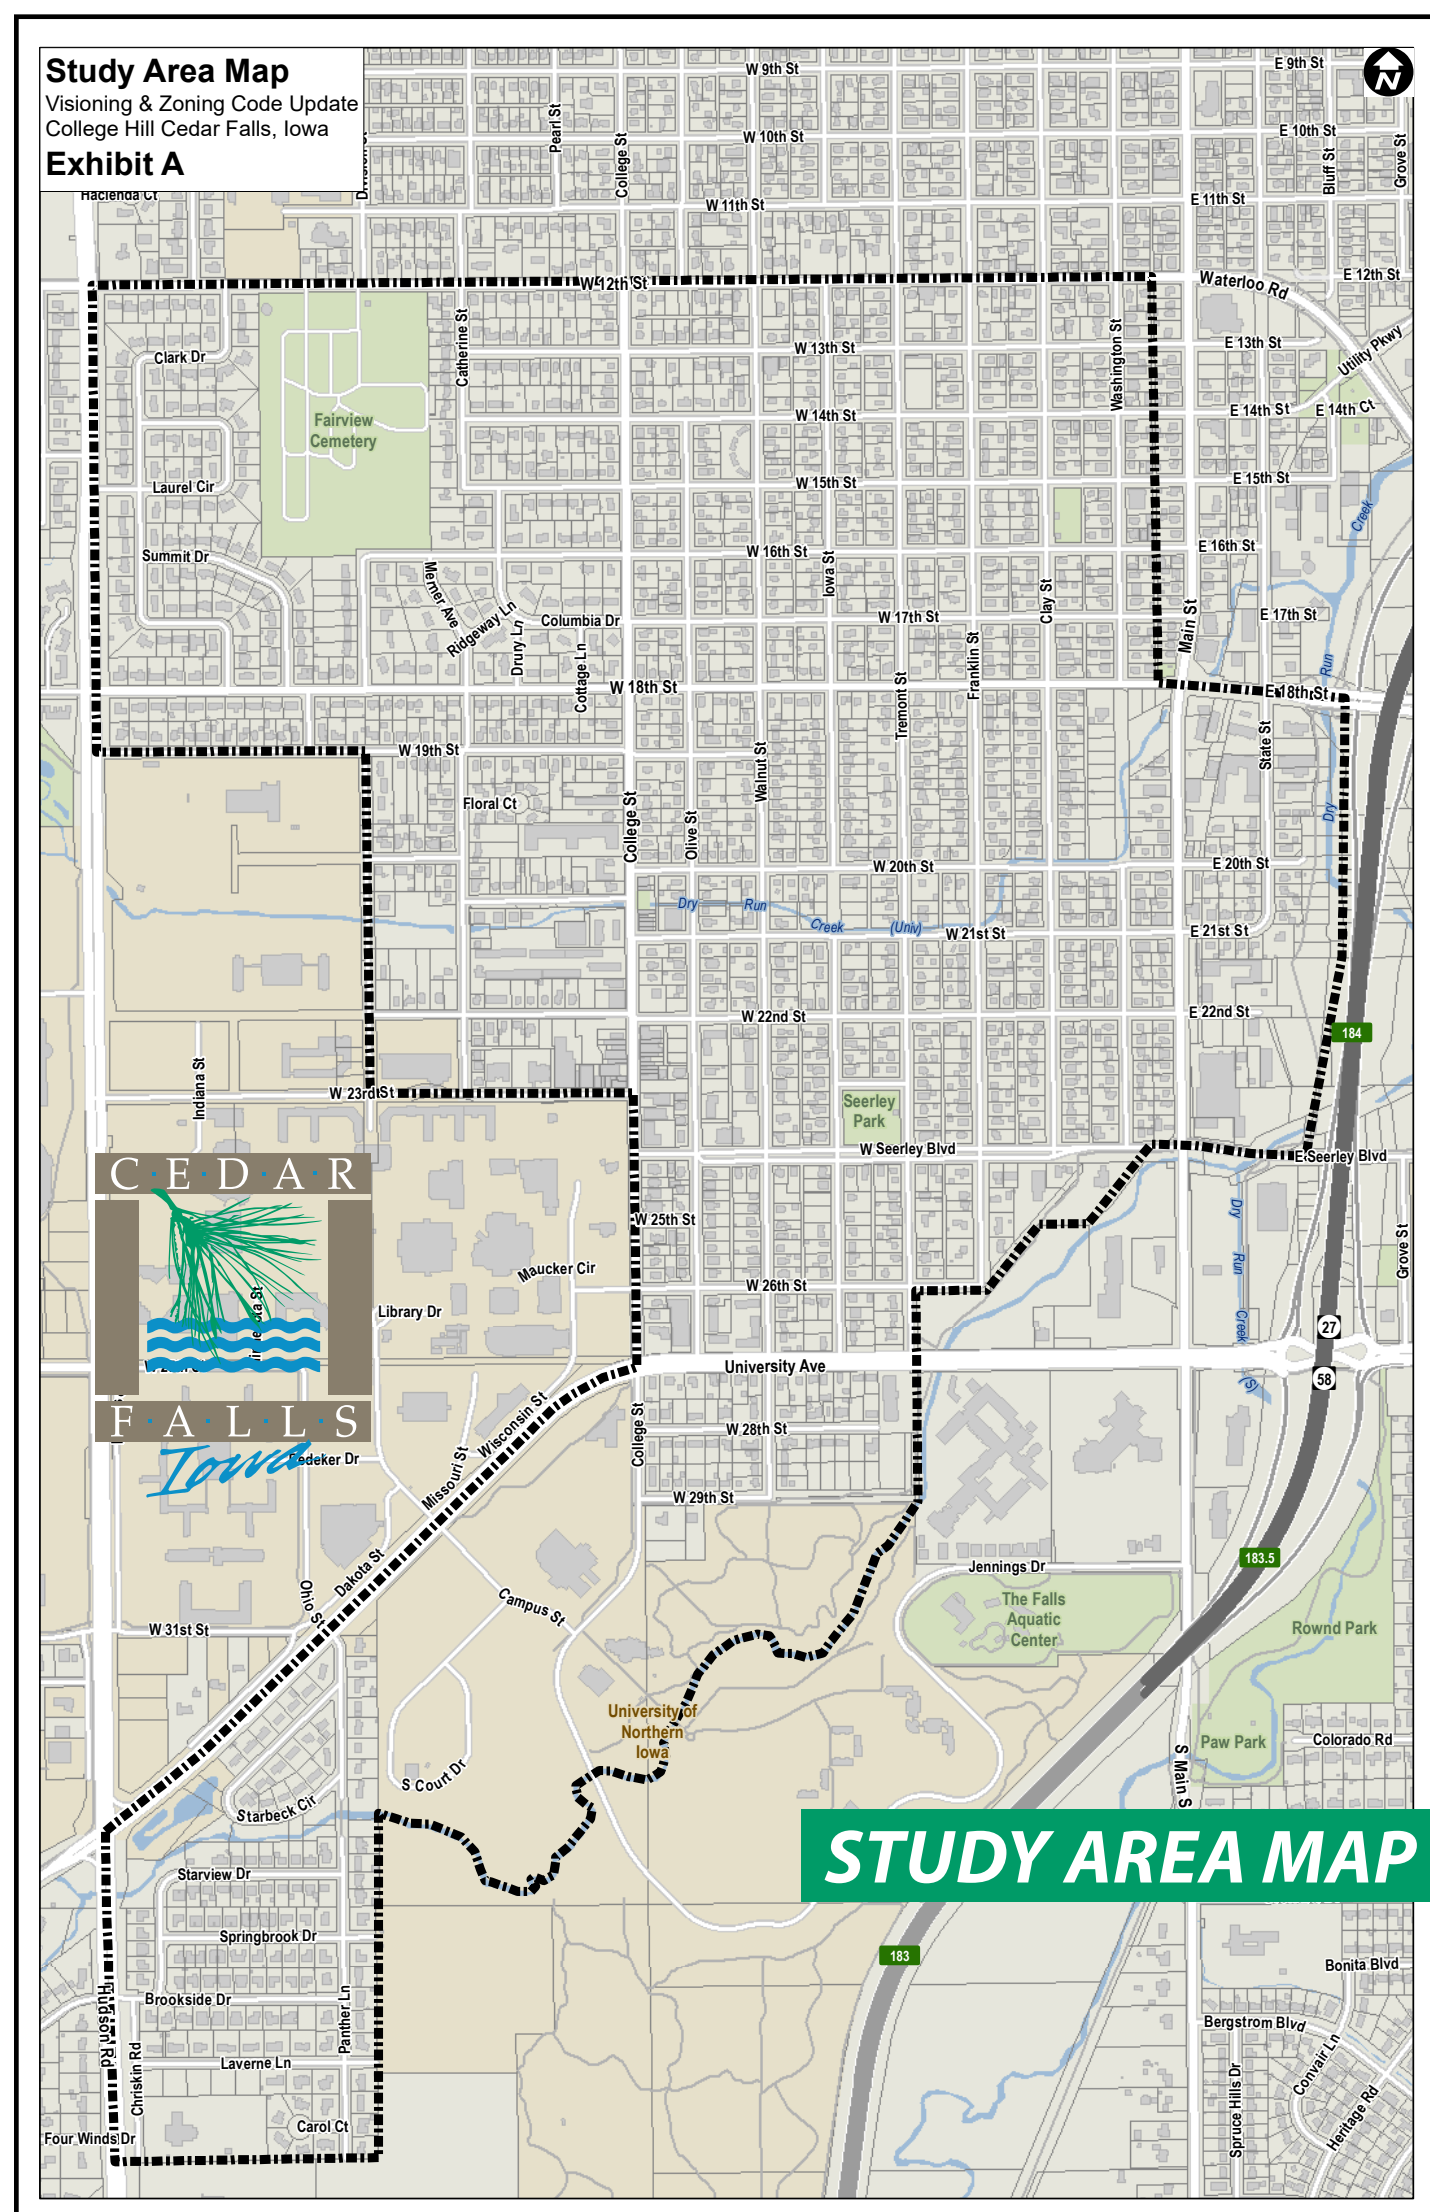 Study Area Map
Visioning & Zoning Code Update
College Hill Cedar Falls, Iowa
Exhibit A
W 9th St
E 9th St
Pearl St
College St
W 10th St
E 10th St
Bluff St
Grove St
Hacienda Ct
W 11th St
E 11th St
W 12th St
Waterloo Rd
E 12th St
Clark Dr
Catherine St
W 13th St
Washington St
E 13th St
Utility Pkwy
Fairview
Cemetery
W 14th St
E 14th St
E 14th Ct
Laurel Cir
W 15th St
E 15th St
Creek
Summit Dr
Merner Ave
Ridgeway Ln
Drury Ln
Columbia Dr
Cottage Ln
W 16th St
Iowa St
E 16th St
Clay St
W 17th St
E 17th St
Main St
Run
Franklin St
Tremont St
W 18th St
E 18th St
W 19th St
Walnut St
State St
Floral Ct
College St
Olive St
Dry
W 20th St
E 20th St
Dry
Run
Creek
(Univ)
W 21st St
E 21st St
W 22nd St
E 22nd St
184
Indiana St
W 23rd St
Seerley
Park
W Seerley Blvd
E Seerley Blvd
CEDAR
W 25th St
Dry
Run
Creek
(S)
Grove St
Maucker Cir
W 26th St
Library Dr
27
58
University Ave
FALLS
Iowa
Wisconsin St
Missouri St
College St
W 28th St
W 29th St
Dakota St
Ohio St
Campus St
Jennings Dr
183.5
The Falls
Aquatic
Center
Rownd Park
W 31st St
University of
Northern
Iowa
Paw Park
Colorado Rd
S Court Dr
S Main S
Starbeck Cir
STUDY AREA MAP
Starview Dr
Springbrook Dr
183
Bonita Blvd
Hudson Rd
Brookside Dr
Panther Ln
Bergstrom Blvd
Chriskin Rd
Laverne Ln
Convair Ln
Spruce Hills Dr
Heritage Rd
Carol Ct
Four Winds Dr
N